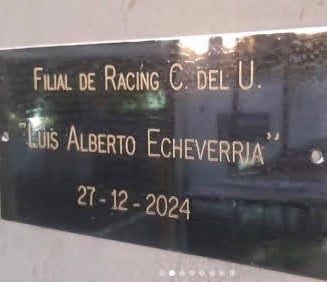 FILIAL DE RACING C. DEL U.
"LUIS ALBERTO ECHEVERRIA"
27-12-2024